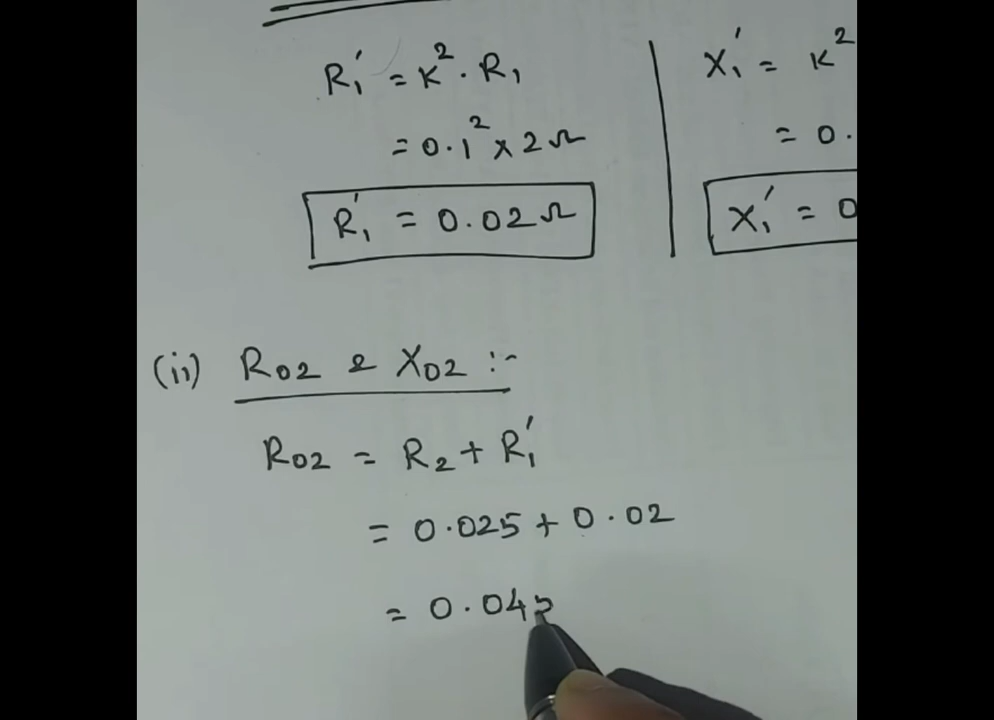 R₁' = K² · R₁
= 0.1² × 2 Ω
R₁' = 0.02 Ω
X₁' = K²
= 0.
X₁' = 0
(ii) R₀₂ & X₀₂ :-
R₀₂ = R₂ + R₁'
= 0.025 + 0.02
= 0.045